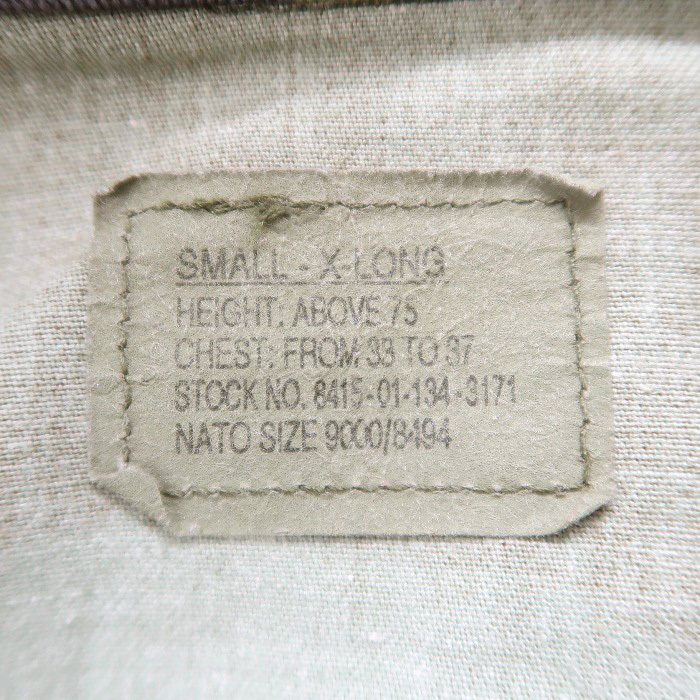 SMALL - X-LONG
HEIGHT: ABOVE 75
CHEST: FROM 33 TO 37
STOCK NO. 8415-01-134-3171
NATO SIZE 9000/8494